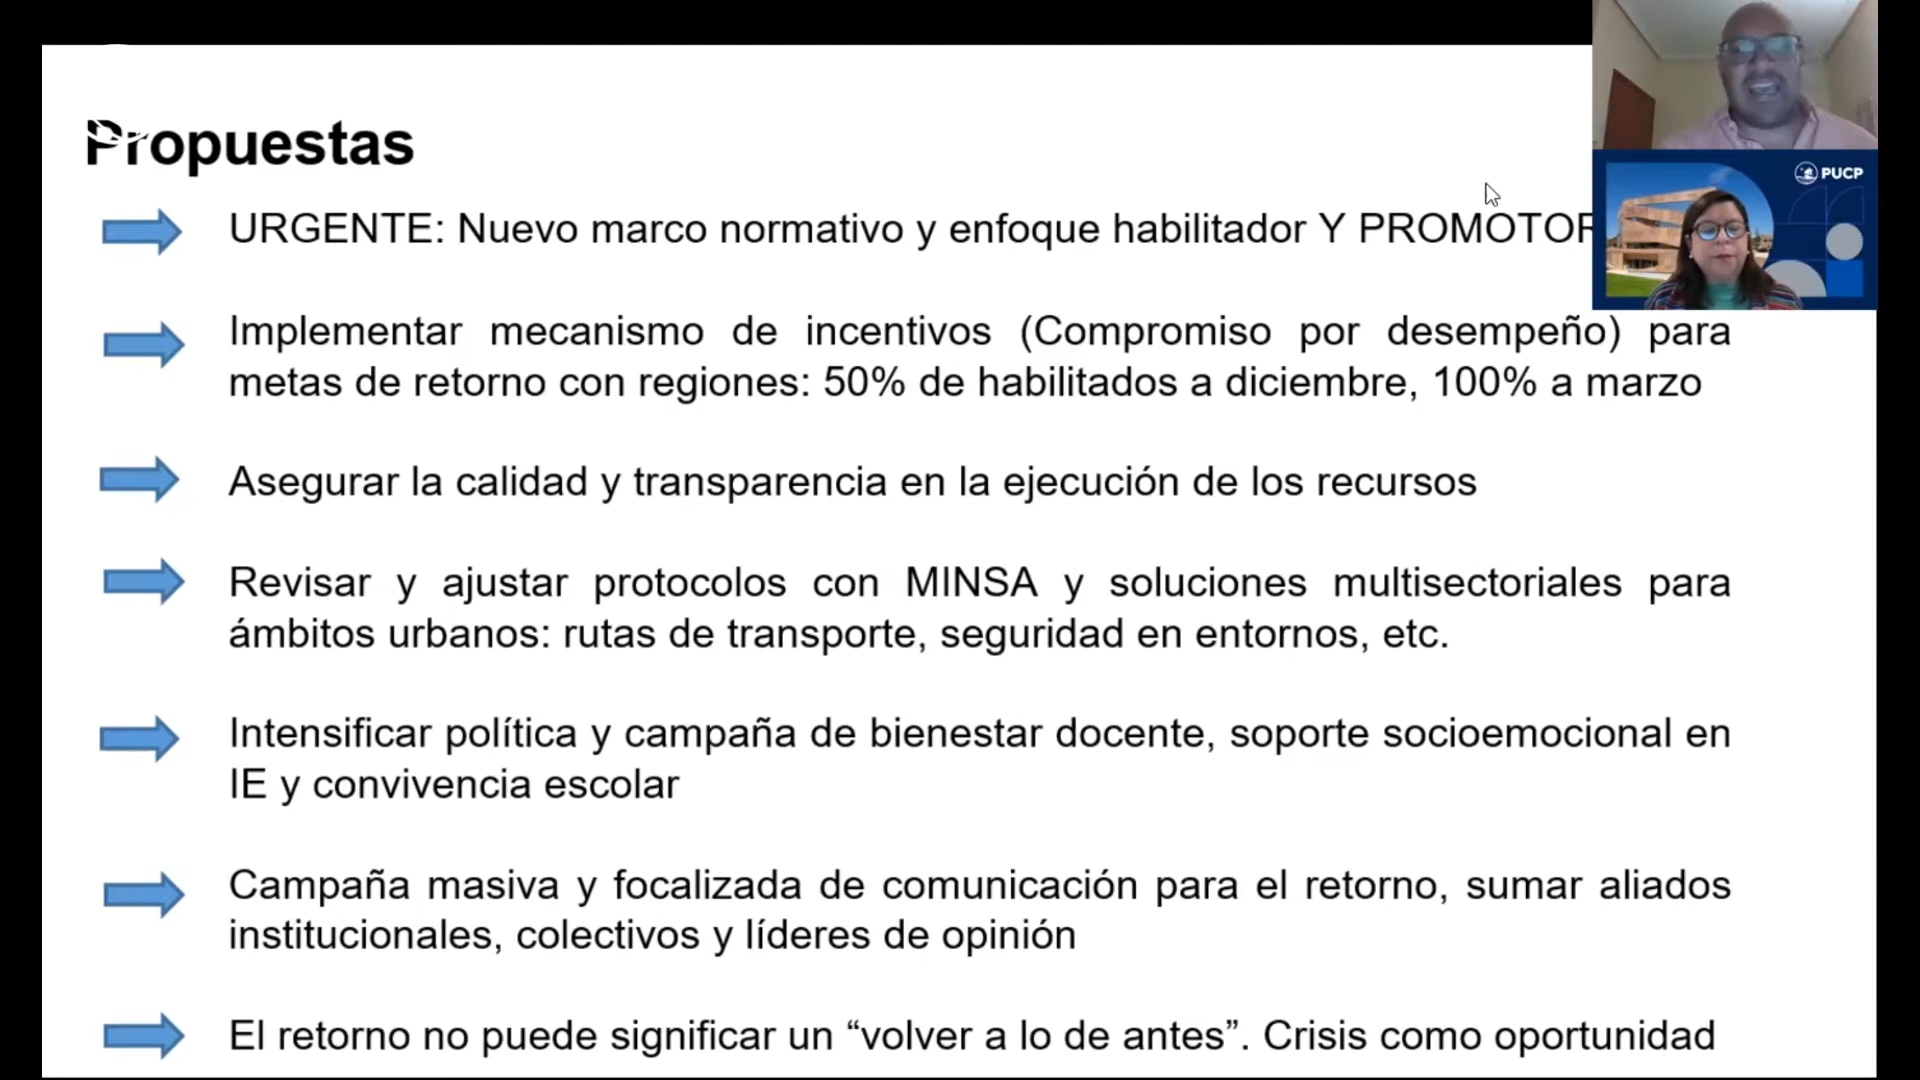 Propuestas
URGENTE: Nuevo marco normativo y enfoque habilitador Y PROMOTOR
Implementar mecanismo de incentivos (Compromiso por desempeño) para
metas de retorno con regiones: 50% de habilitados a diciembre, 100% a marzo
Asegurar la calidad y transparencia en la ejecución de los recursos
Revisar y ajustar protocolos con MINSA y soluciones multisectoriales para
ámbitos urbanos: rutas de transporte, seguridad en entornos, etc.
Intensificar política y campaña de bienestar docente, soporte socioemocional en
IE y convivencia escolar
Campaña masiva y focalizada de comunicación para el retorno, sumar aliados
institucionales, colectivos y líderes de opinión
El retorno no puede significar un “volver a lo de antes”. Crisis como oportunidad
PUCP